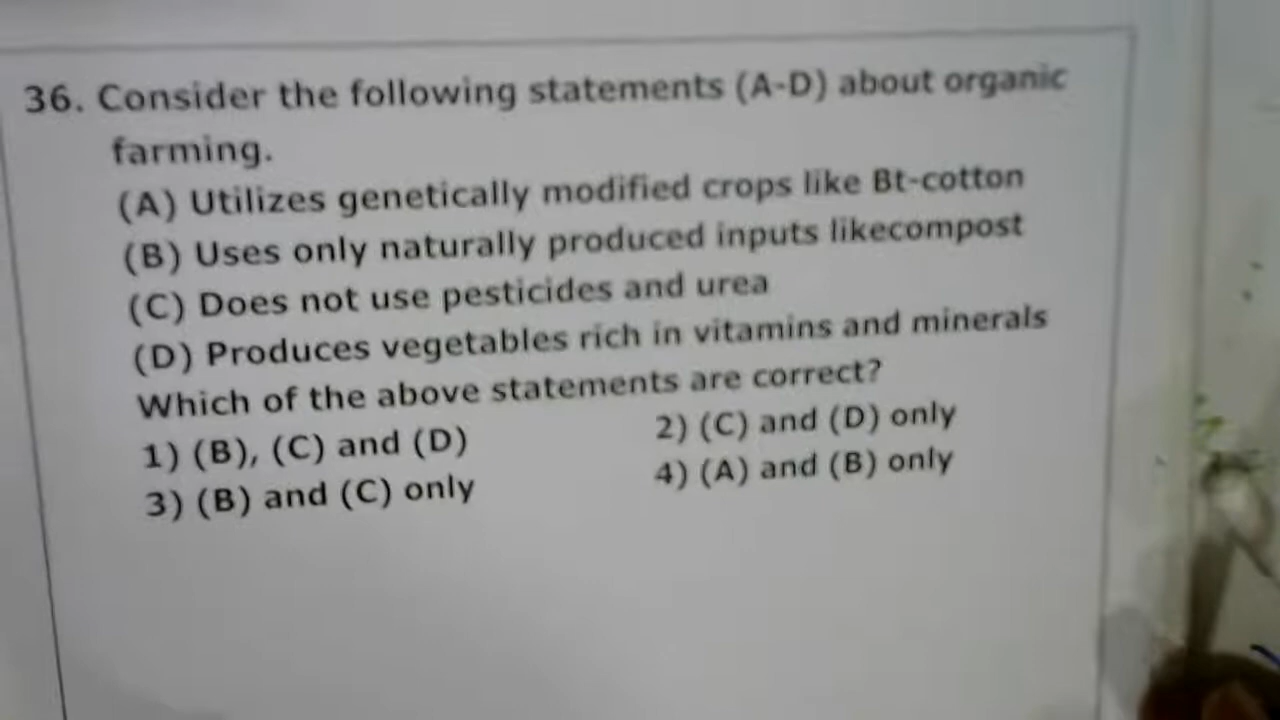 36. Consider the following statements (A-D) about organic
farming.
(A) Utilizes genetically modified crops like Bt-cotton
(B) Uses only naturally produced inputs likecompost
(C) Does not use pesticides and urea
(D) Produces vegetables rich in vitamins and minerals
Which of the above statements are correct?
1) (B), (C) and (D) 2) (C) and (D) only
3) (B) and (C) only 4) (A) and (B) only